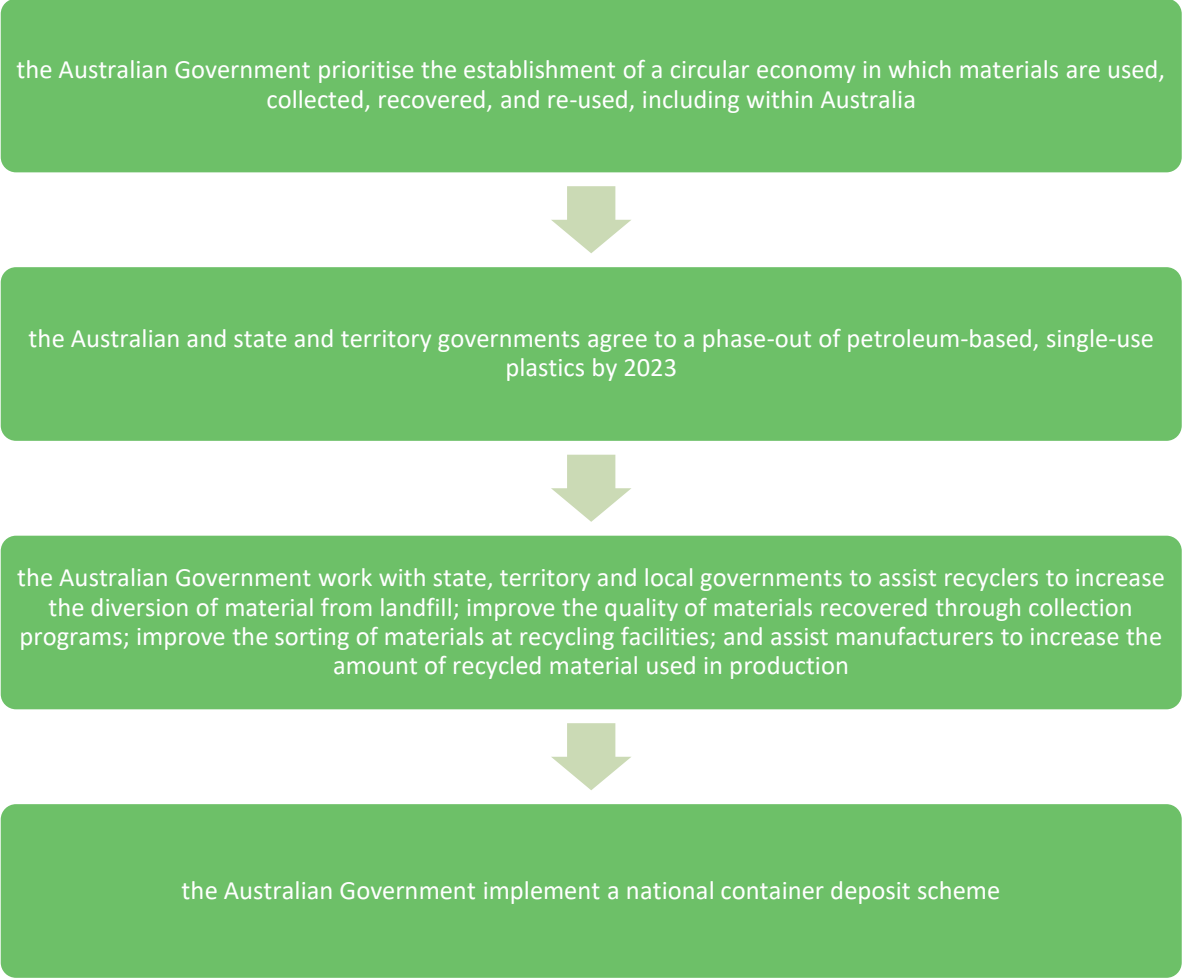 the Australian Government prioritise the establishment of a circular economy in which materials are used,
collected, recovered, and re-used, including within Australia
the Australian and state and territory governments agree to a phase-out of petroleum-based, single-use
plastics by 2023
the Australian Government work with state, territory and local governments to assist recyclers to increase
the diversion of material from landfill; improve the quality of materials recovered through collection
programs; improve the sorting of materials at recycling facilities; and assist manufacturers to increase the
amount of recycled material used in production
the Australian Government implement a national container deposit scheme